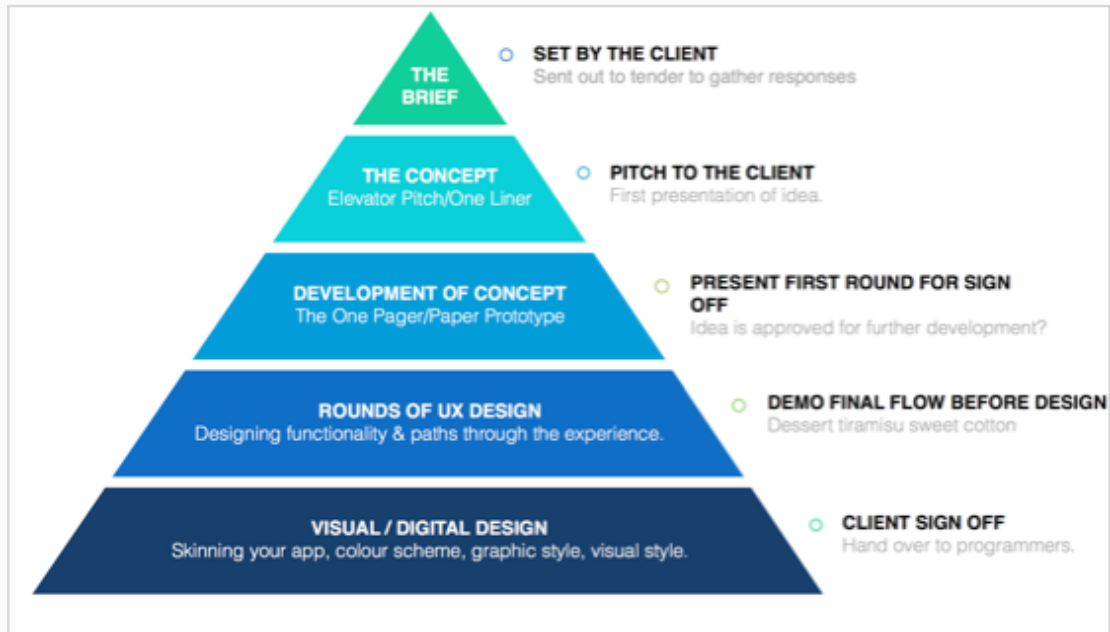 THE
BRIEF
SET BY THE CLIENT
Sent out to tender to gather responses
THE CONCEPT
Elevator Pitch/One Liner
PITCH TO THE CLIENT
First presentation of idea.
DEVELOPMENT OF CONCEPT
The One Pager/Paper Prototype
PRESENT FIRST ROUND FOR SIGN
OFF
Idea is approved for further development?
ROUNDS OF UX DESIGN
Designing functionality & paths through the experience.
DEMO FINAL FLOW BEFORE DESIGN
Dessert tiramisu sweet cotton
VISUAL / DIGITAL DESIGN
Skinning your app, colour scheme, graphic style, visual style.
CLIENT SIGN OFF
Hand over to programmers.